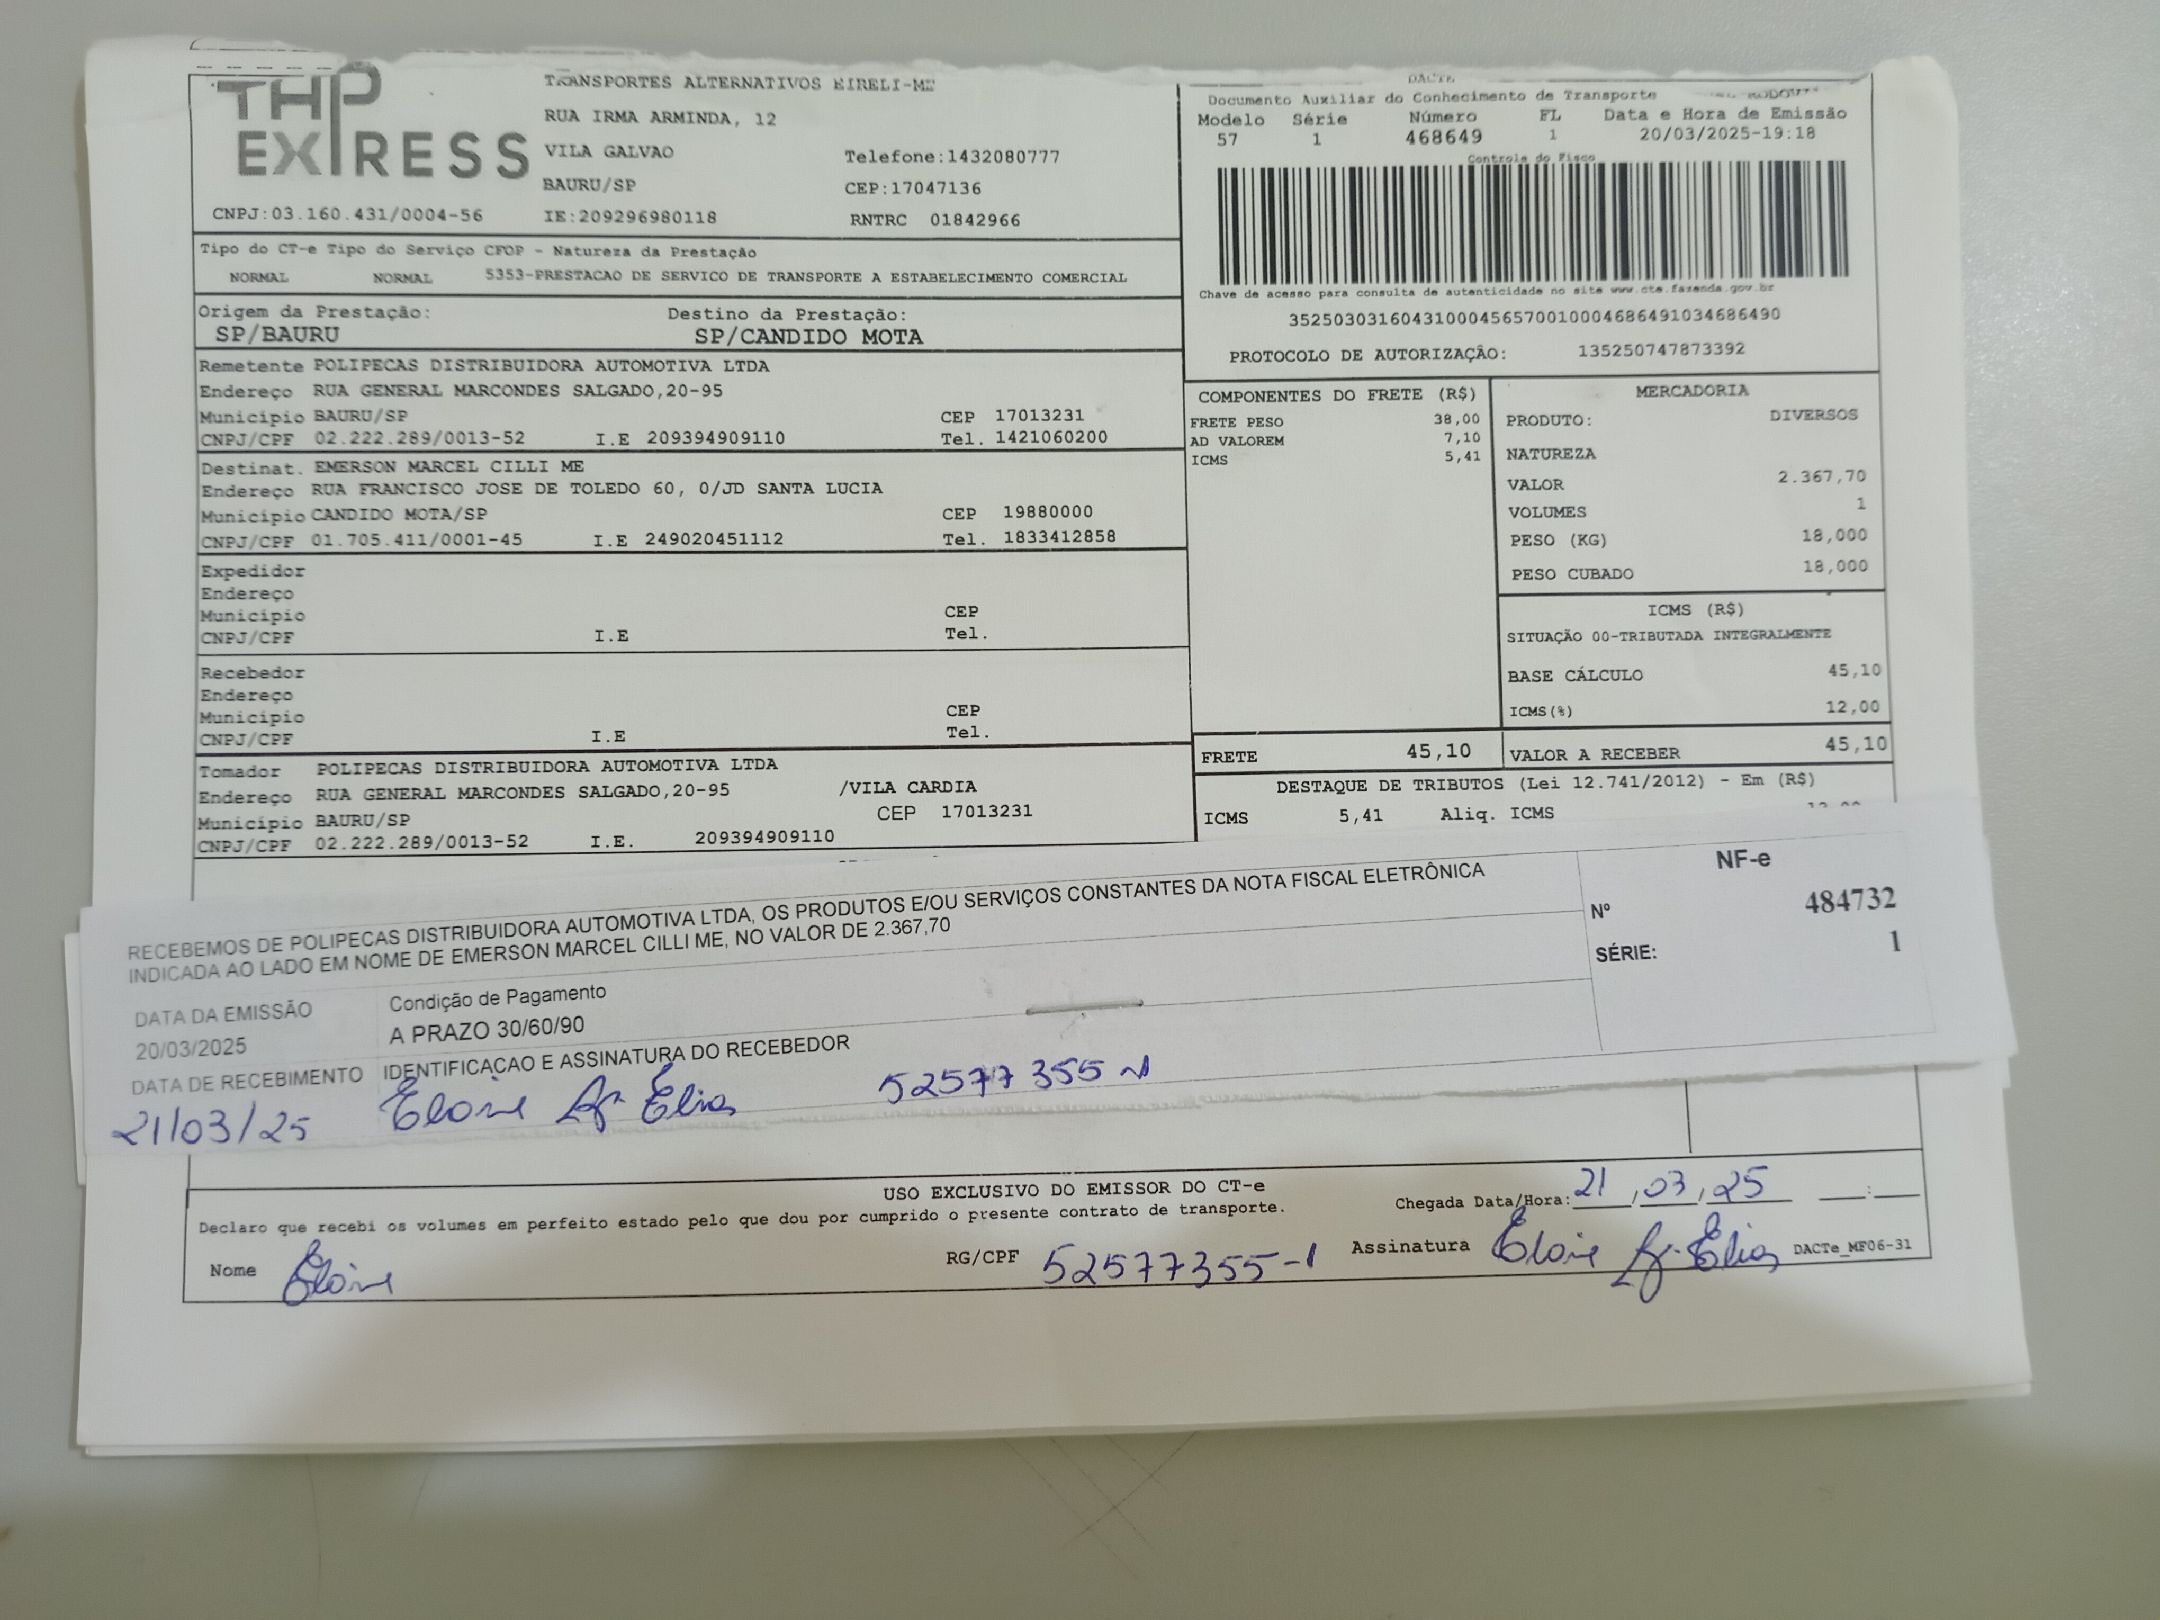 THP
EXPRESS
TRANSPORTES ALTERNATIVOS EIRELI-ME
RUA IRMA ARMINDA, 12
VILA GALVAO
Telefone:1432080777
BAURU/SP
CEP:17047136
CNPJ:03.160.431/0004-56
IE:209296980118
RNTRC 01842966
DACTE
Documento Auxiliar do Conhecimento de Transporte
Modelo Série Número FL Data e Hora de Emissão
57 1 468649 1 20/03/2025-19:18
Controle do Fisco
Chave de acesso para consulta de autenticidade no site www.cte.fazenda.gov.br
35250303160431000456570010004686491034686490
PROTOCOLO DE AUTORIZAÇÃO: 135250747873392
Tipo do CT-e Tipo do Serviço CFOP - Natureza da Prestação
NORMAL NORMAL 5353-PRESTACAO DE SERVICO DE TRANSPORTE A ESTABELECIMENTO COMERCIAL
Origem da Prestação: Destino da Prestação:
SP/BAURU SP/CANDIDO MOTA
Remetente POLIPECAS DISTRIBUIDORA AUTOMOTIVA LTDA
Endereço RUA GENERAL MARCONDES SALGADO,20-95
Município BAURU/SP CEP 17013231
CNPJ/CPF 02.222.289/0013-52 I.E 209394909110 Tel. 1421060200
Destinat. EMERSON MARCEL CILLI ME
Endereço RUA FRANCISCO JOSE DE TOLEDO 60, 0/JD SANTA LUCIA
Município CANDIDO MOTA/SP CEP 19880000
CNPJ/CPF 01.705.411/0001-45 I.E 249020451112 Tel. 1833412858
Expedidor
Endereço
Município CEP
CNPJ/CPF I.E Tel.
Recebedor
Endereço
Município CEP
CNPJ/CPF I.E Tel.
Tomador POLIPECAS DISTRIBUIDORA AUTOMOTIVA LTDA
Endereço RUA GENERAL MARCONDES SALGADO,20-95 /VILA CARDIA
Município BAURU/SP CEP 17013231
CNPJ/CPF 02.222.289/0013-52 I.E. 209394909110
COMPONENTES DO FRETE (R$)
FRETE PESO 38,00
AD VALOREM 7,10
ICMS 5,41
MERCADORIA
PRODUTO: DIVERSOS
NATUREZA
VALOR 2.367,70
VOLUMES 1
PESO (KG) 18,000
PESO CUBADO 18,000
ICMS (R$)
SITUAÇÃO 00-TRIBUTADA INTEGRALMENTE
BASE CÁLCULO 45,10
ICMS(%) 12,00
FRETE 45,10 VALOR A RECEBER 45,10
DESTAQUE DE TRIBUTOS (Lei 12.741/2012) - Em (R$)
ICMS 5,41 Aliq. ICMS
RECEBEMOS DE POLIPECAS DISTRIBUIDORA AUTOMOTIVA LTDA, OS PRODUTOS E/OU SERVIÇOS CONSTANTES DA NOTA FISCAL ELETRÔNICA
INDICADA AO LADO EM NOME DE EMERSON MARCEL CILLI ME, NO VALOR DE 2.367,70
NF-e
Nº 484732
SÉRIE: 1
DATA DA EMISSÃO Condição de Pagamento
20/03/2025 A PRAZO 30/60/90
DATA DE RECEBIMENTO IDENTIFICAÇAO E ASSINATURA DO RECEBEDOR
21/03/25 Eloise Ap. Elias 52577355-1
USO EXCLUSIVO DO EMISSOR DO CT-e
Declaro que recebi os volumes em perfeito estado pelo que dou por cumprido o presente contrato de transporte.
Chegada Data/Hora: 21/03/25 __:__
Nome Eloise RG/CPF 52577355-1 Assinatura Eloise Ap. Elias DACTe_MF06-31